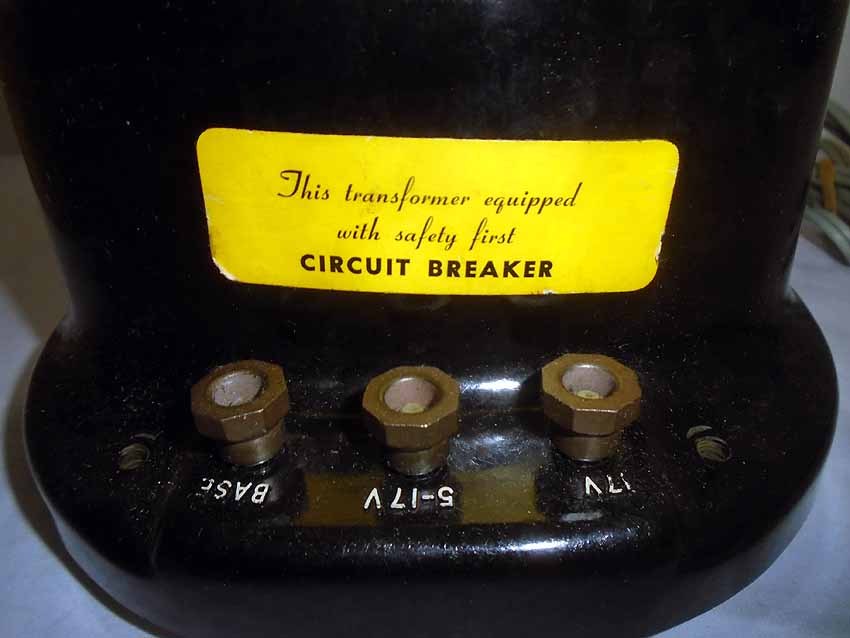 This transformer equipped
with safety first
CIRCUIT BREAKER
BASE 5-17V 17V